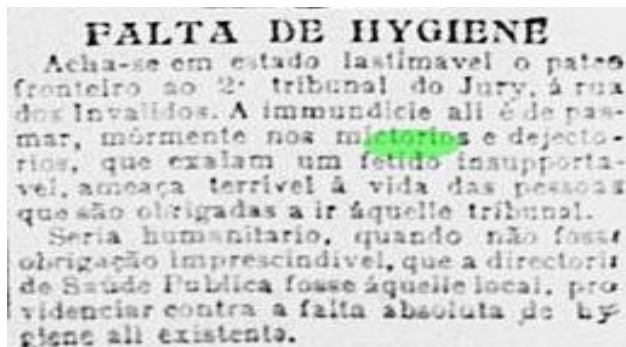 FALTA DE HYGIENE
Acha-se em estado lastimavel o pateo
fronteiro ao 2º tribunal do Jury, á rua
dos Invalidos. A immundicie ali é de pas-
mar, mórmente nos mictorios e dejecto-
rios, que exalam um fetido insupporta-
vel, ameaça terrivel á vida das pessoas
que são obrigadas a ir áquelle tribunal.
Seria humanitario, quando não fosse
obrigação imprescindivel, que a directoria
de Saúde Publica fosse áquelle local, pro
videnciar contra a falta absoluta de hy-
giene ali existente.